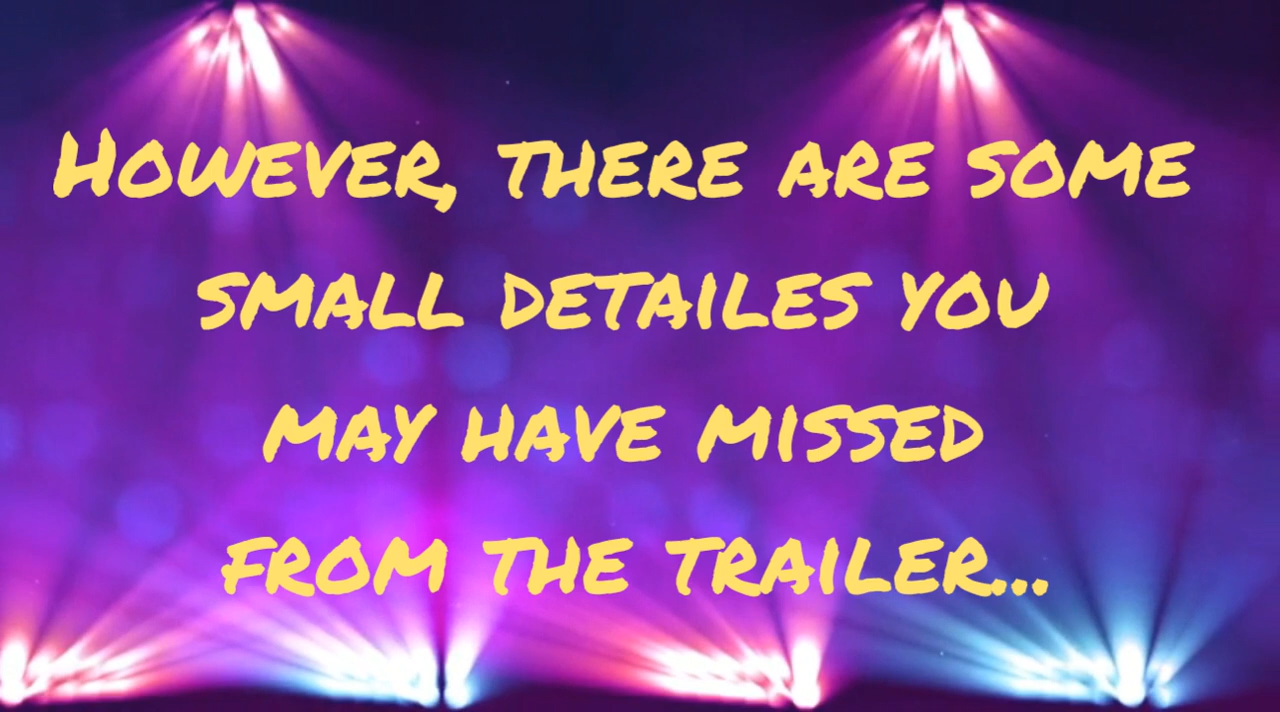 However, there are some
small detailes you
may have missed
from the trailer...